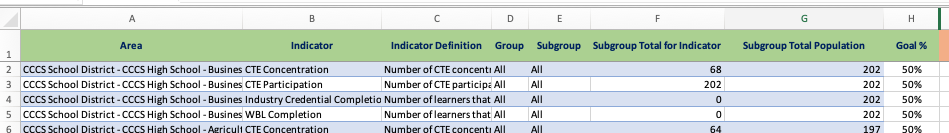 A B C D E F G H
1 Area Indicator Indicator Definition Group Subgroup Subgroup Total for Indicator Subgroup Total Population Goal %
2 CCCS School District - CCCS High School - Busines CTE Concentration Number of CTE concentr All All 68 202 50%
3 CCCS School District - CCCS High School - Busines CTE Participation Number of CTE participa All All 202 202 50%
4 CCCS School District - CCCS High School - Busines Industry Credential Completio Number of learners that All All 0 202 50%
5 CCCS School District - CCCS High School - Busines WBL Completion Number of learners that All All 0 202 50%
6 CCCS School District - CCCS High School - Agricult CTE Concentration Number of CTE concentr All All 64 197 50%